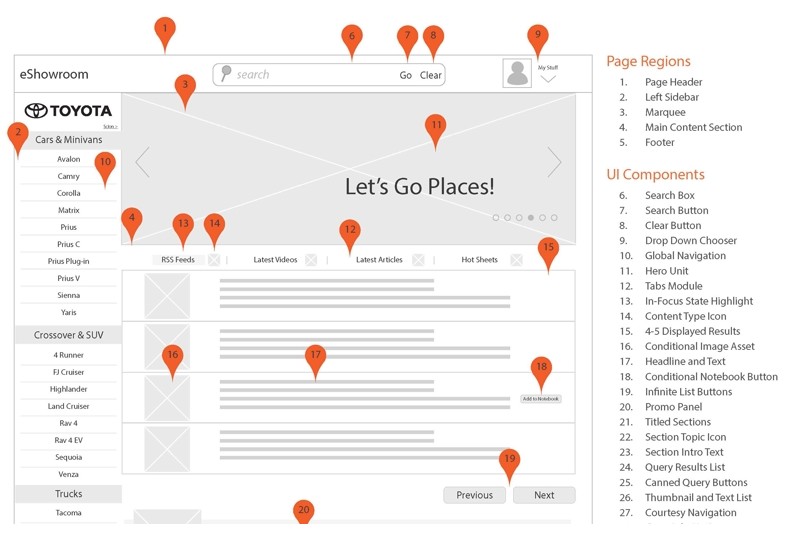 1
6
7
8
9
eShowroom
search
Go
Clear
My Stuff
TOYOTA
2
Cars & Minivans
Avalon
Camry
10
Corolla
Matrix
Prius
Prius C
Prius Plug-in
Prius V
Sienna
Yaris
Crossover & SUV
4 Runner
FJ Cruiser
Highlander
Land Cruiser
Rav 4
Rav 4 EV
Sequoia
Venza
Trucks
Tacoma
3
11
Let's Go Places!
4
13
14
12
15
RSS Feeds
Latest Videos
Latest Articles
Hot Sheets
16
17
18
Add to Notebook
19
Previous
Next
20
Page Regions
1. Page Header
2. Left Sidebar
3. Marquee
4. Main Content Section
5. Footer
UI Components
6. Search Box
7. Search Button
8. Clear Button
9. Drop Down Chooser
10. Global Navigation
11. Hero Unit
12. Tabs Module
13. In-Focus State Highlight
14. Content Type Icon
15. 4-5 Displayed Results
16. Conditional Image Asset
17. Headline and Text
18. Conditional Notebook Button
19. Infinite List Buttons
20. Promo Panel
21. Titled Sections
22. Section Topic Icon
23. Section Intro Text
24. Query Results List
25. Canned Query Buttons
26. Thumbnail and Text List
27. Courtesy Navigation